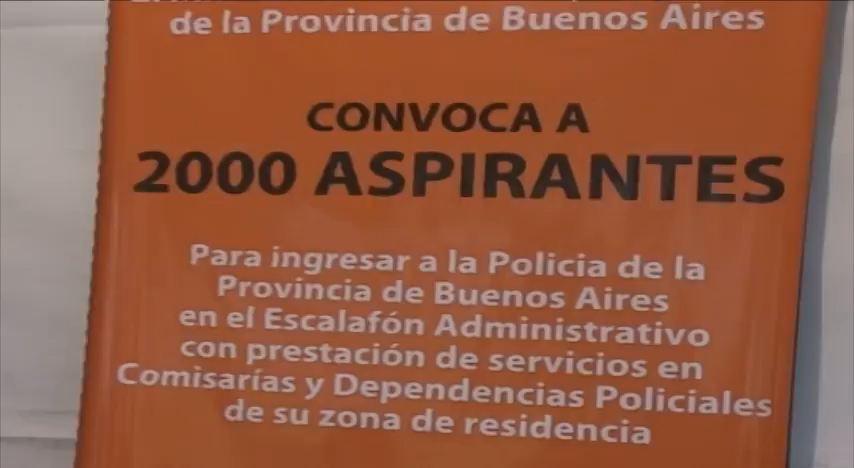 de la Provincia de Buenos Aires
CONVOCA A
2000 ASPIRANTES
Para ingresar a la Policia de la
Provincia de Buenos Aires
en el Escalafón Administrativo
con prestación de servicios en
Comisarías y Dependencias Policiales
de su zona de residencia